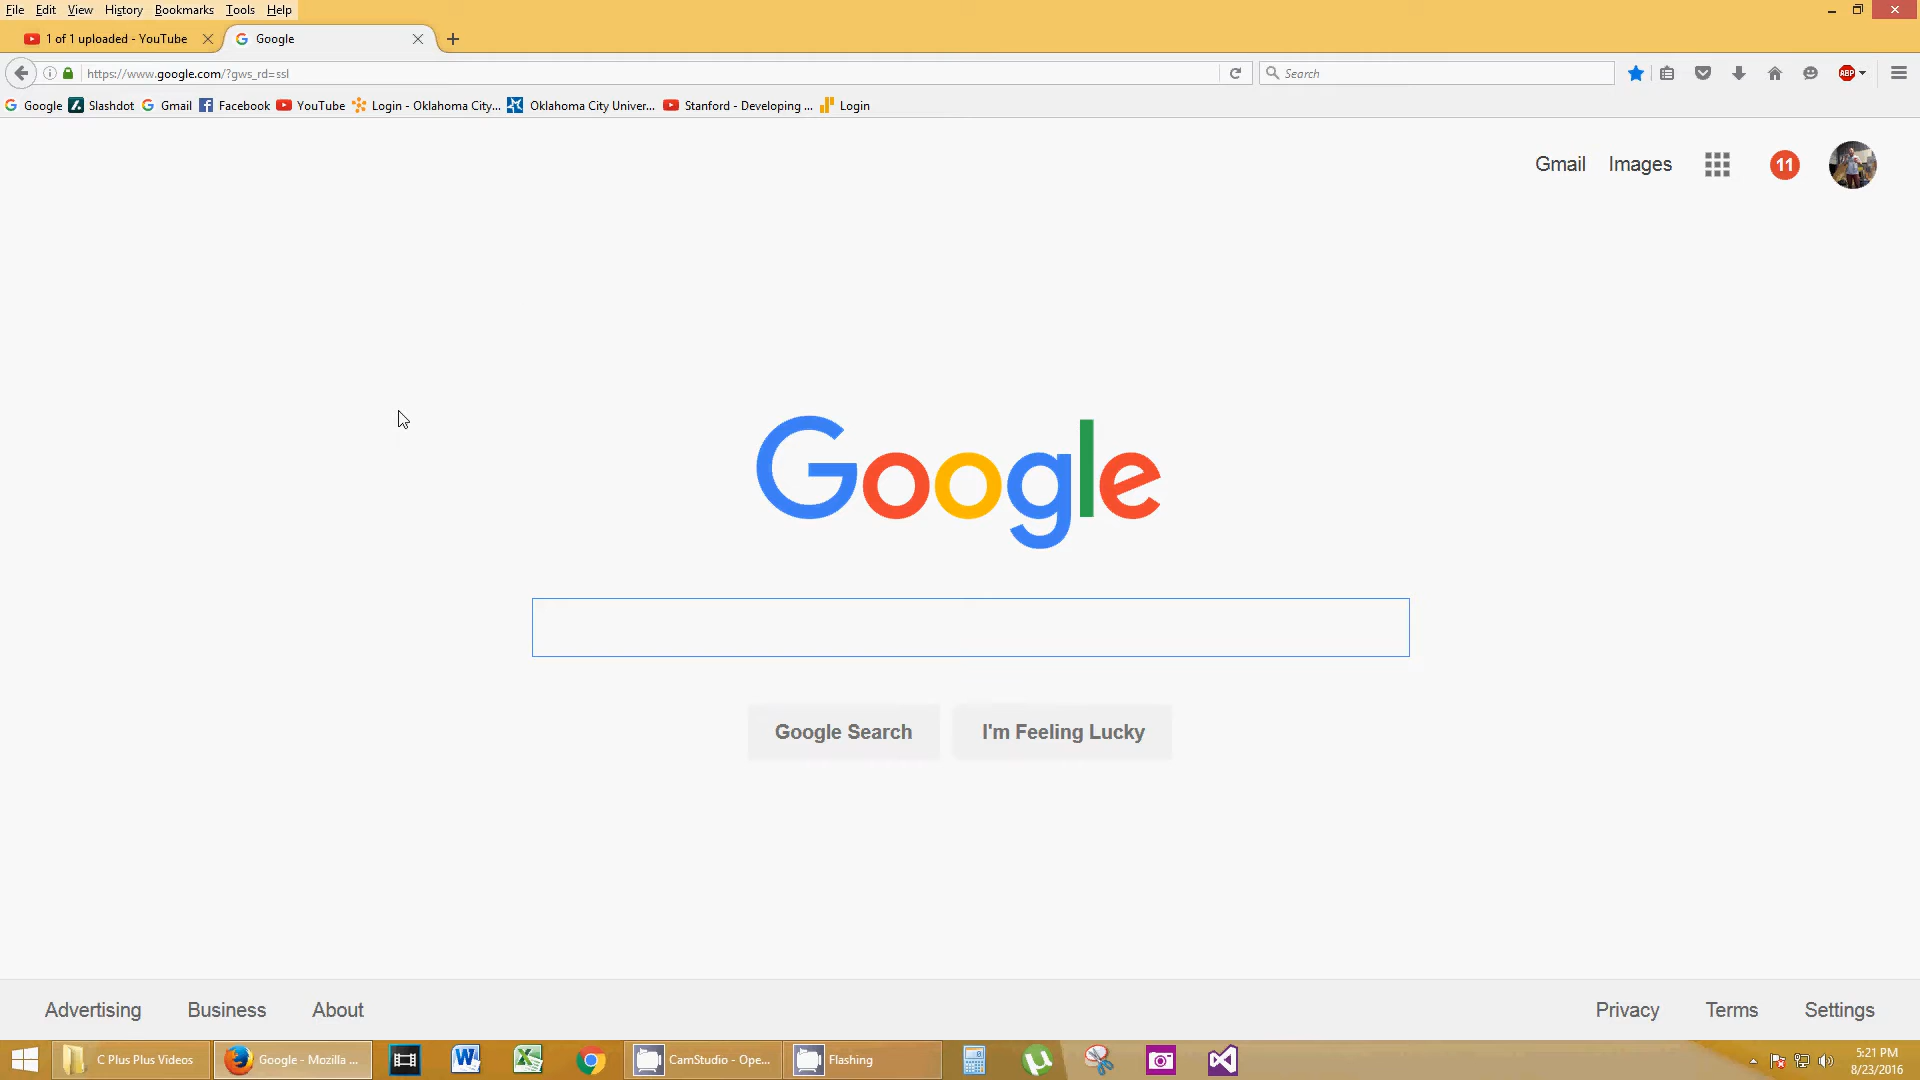 File Edit View History Bookmarks Tools Help
1 of 1 uploaded - YouTube Google
https://www.google.com/?gws_rd=ssl Search ABP
Google Slashdot Gmail Facebook YouTube Login - Oklahoma City... Oklahoma City Univer... Stanford - Developing ... Login
Gmail Images 11
Google
Google Search I'm Feeling Lucky
Advertising Business About Privacy Terms Settings
C Plus Plus Videos Google - Mozilla ... CamStudio - Ope... Flashing 5:21 PM
8/23/2016